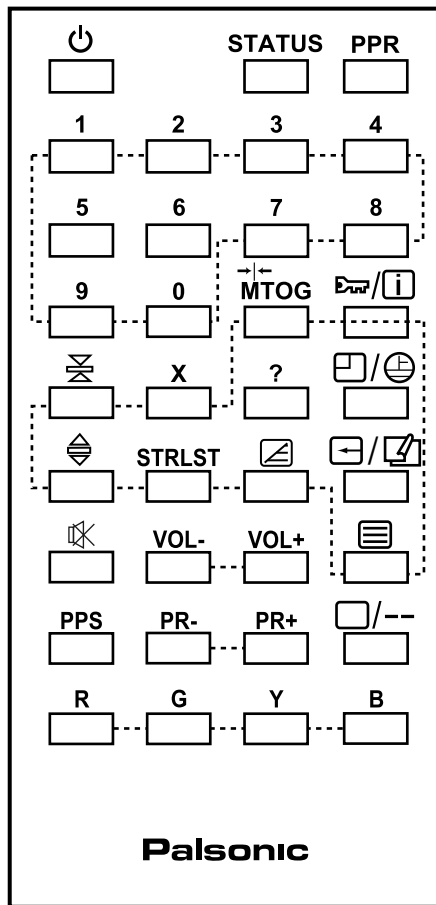 STATUS PPR
1 2 3 4
5 6 7 8
9 0 MTOG /i
X ?
STRLST
VOL- VOL+
PPS PR- PR+ /--
R G Y B
Palsonic